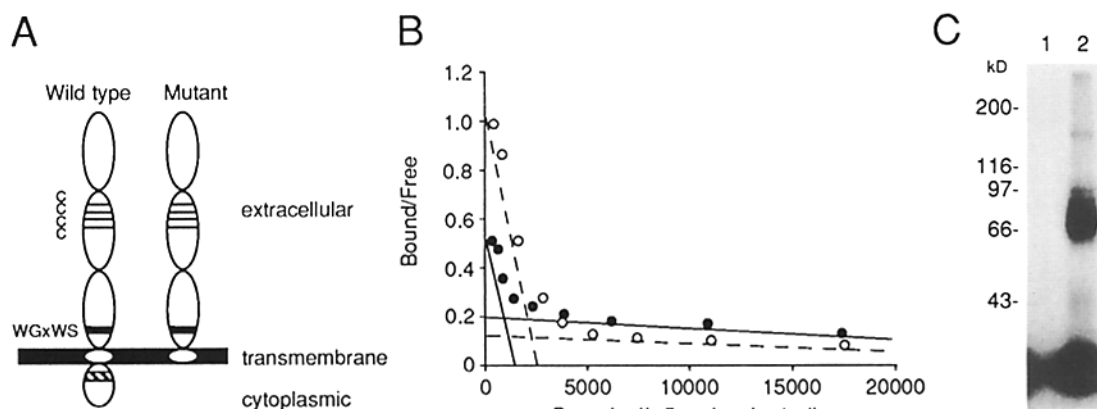 A
Wild type Mutant
C
C
C
C
extracellular
WGxWS
transmembrane
cytoplasmic
B
Bound/Free
1.2
1.0
0.8
0.6
0.4
0.2
0
0 5000 10000 15000 20000
C
1 2
kD
200-
116-
97-
66-
43-